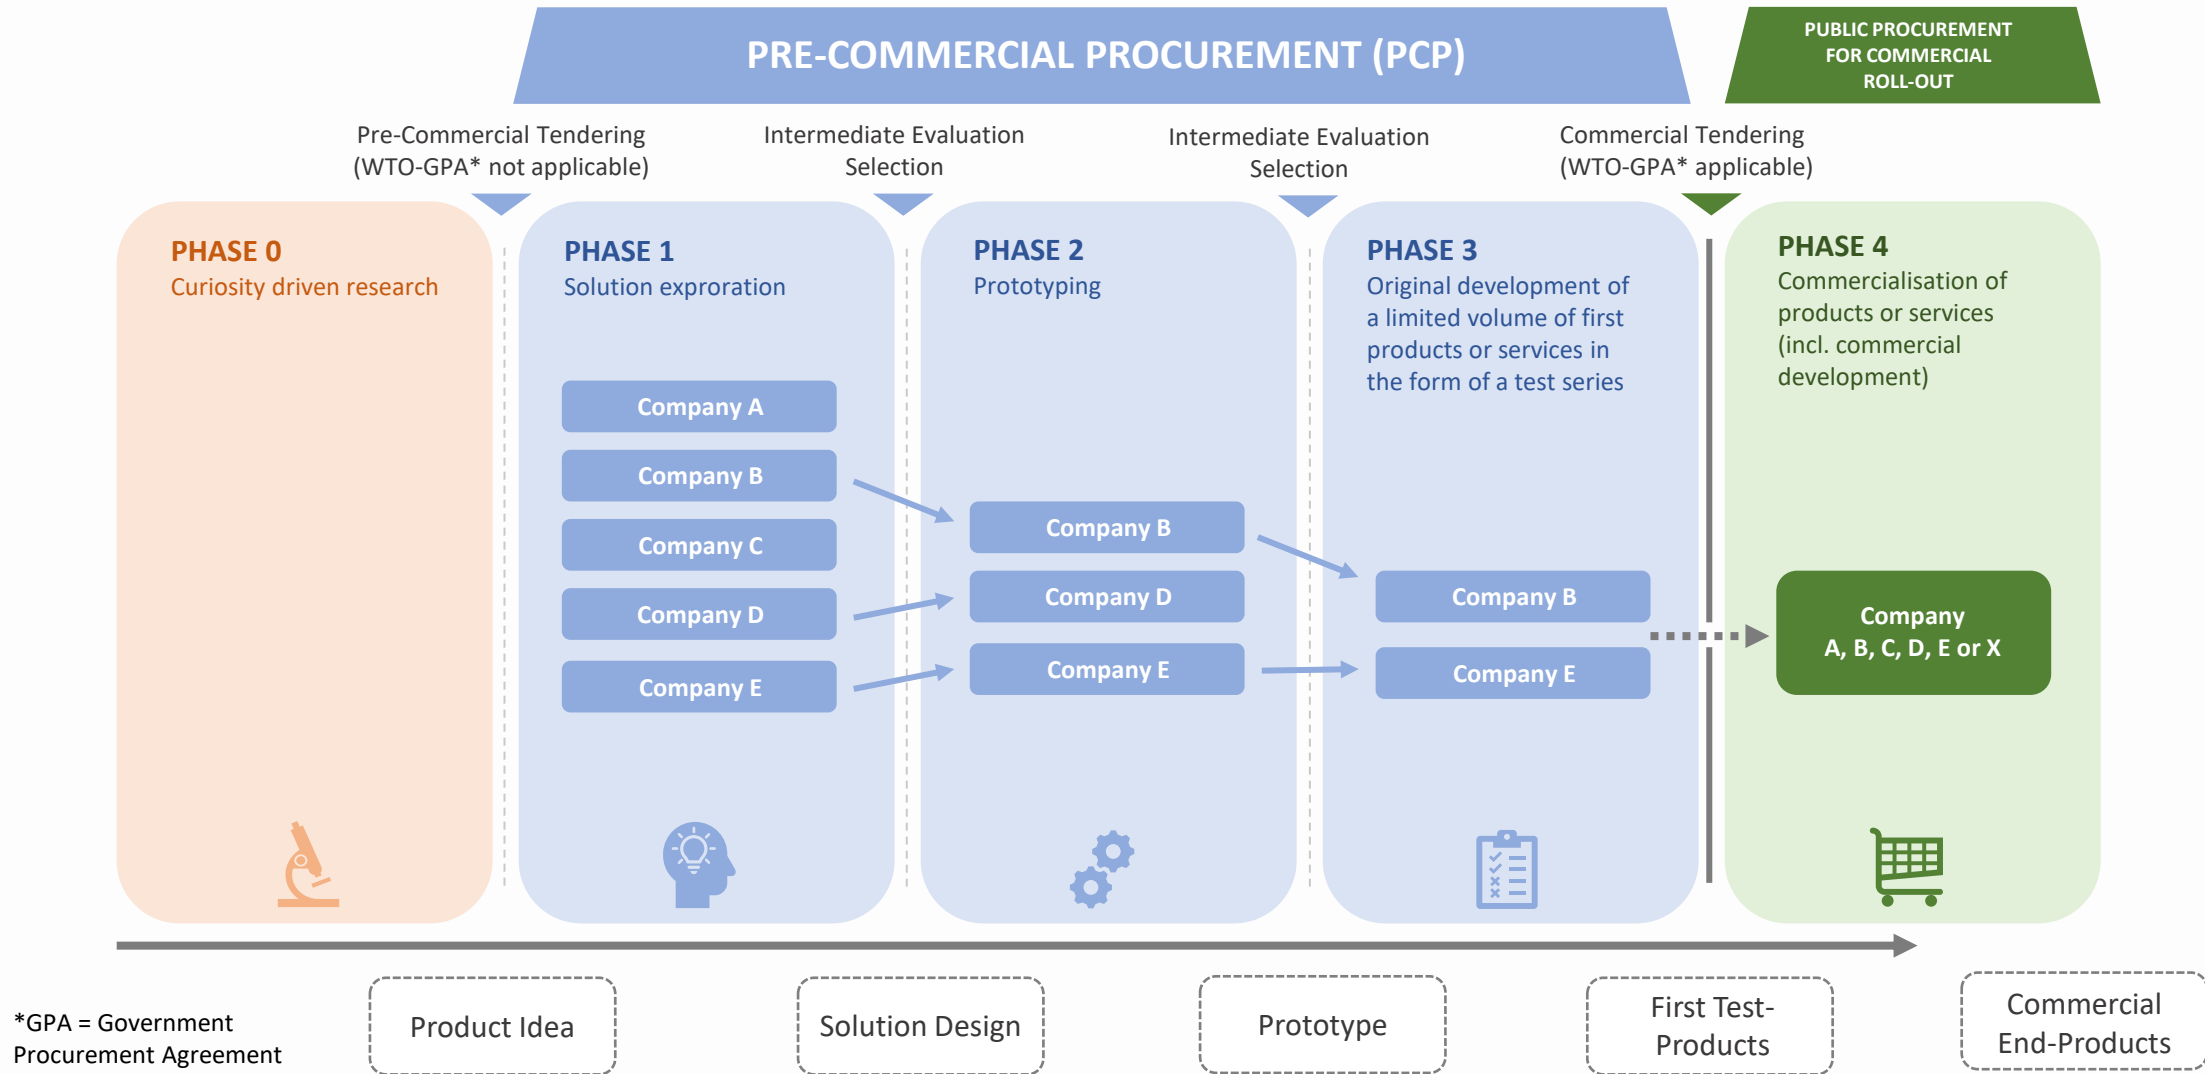 PRE-COMMERCIAL PROCUREMENT (PCP)
PUBLIC PROCUREMENT
FOR COMMERCIAL
ROLL-OUT
Pre-Commercial Tendering
(WTO-GPA* not applicable)
Intermediate Evaluation
Selection
Intermediate Evaluation
Selection
Commercial Tendering
(WTO-GPA* applicable)
PHASE 0
Curiosity driven research
PHASE 1
Solution exproration
Company A
Company B
Company C
Company D
Company E
PHASE 2
Prototyping
Company B
Company D
Company E
PHASE 3
Original development of
a limited volume of first
products or services in
the form of a test series
Company B
Company E
PHASE 4
Commercialisation of
products or services
(incl. commercial
development)
Company
A, B, C, D, E or X
*GPA = Government
Procurement Agreement
Product Idea
Solution Design
Prototype
First Test-
Products
Commercial
End-Products